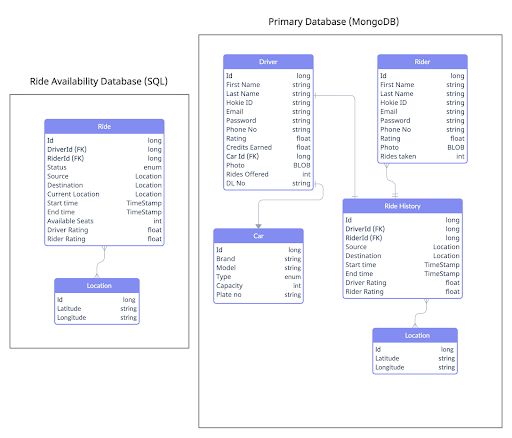 Primary Database (MongoDB)
Ride Availability Database (SQL)
Ride
Id long
DriverId (FK) long
RiderId (FK) long
Status enum
Source Location
Destination Location
Current Location Location
Start time TimeStamp
End time TimeStamp
Available Seats int
Driver Rating float
Rider Rating float
Location
Id long
Latitude string
Longitude string
Driver
Id long
First Name string
Last Name string
Hokie ID string
Email string
Password string
Phone No string
Rating float
Credits Earned float
Car Id (FK) long
Photo BLOB
Rides Offered int
DL No string
Rider
Id long
First Name string
Last Name string
Hokie ID string
Email string
Password string
Phone No string
Rating float
Photo BLOB
Rides taken int
Car
Id long
Brand string
Model string
Type enum
Capacity int
Plate no string
Ride History
Id long
DriverId (FK) long
RiderId (FK) long
Source Location
Destination Location
Start time TimeStamp
End time TimeStamp
Driver Rating float
Rider Rating float
Location
Id long
Latitude string
Longitude string